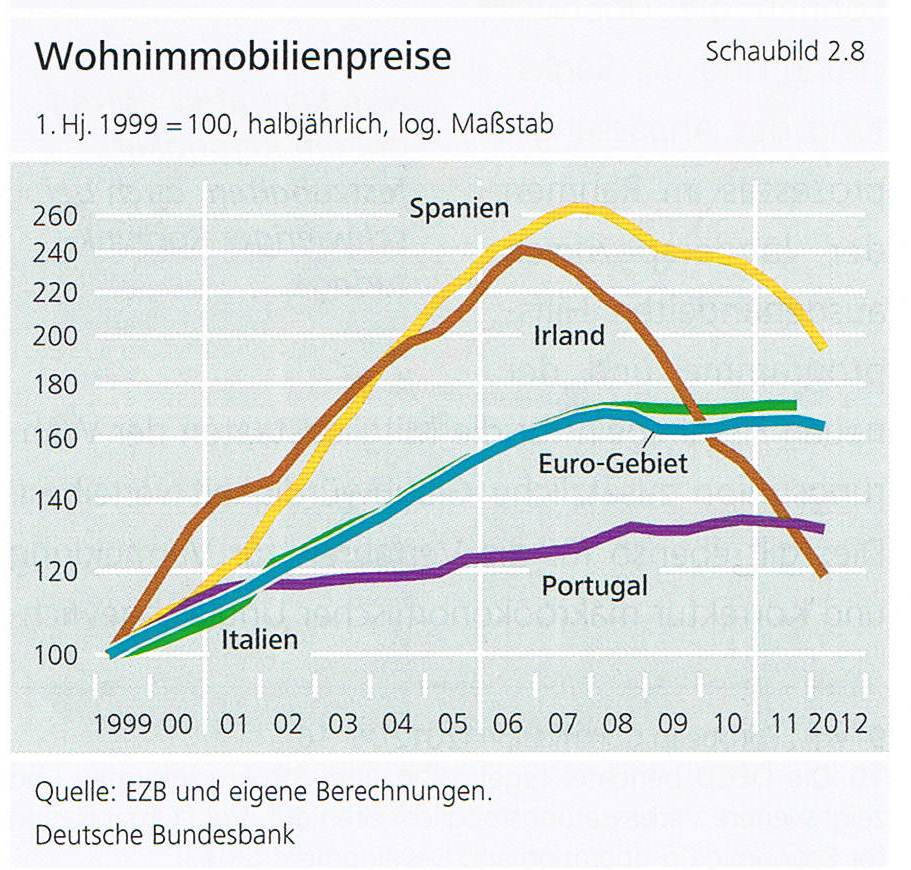 Wohnimmobilienpreise
Schaubild 2.8
1. Hj. 1999 = 100, halbjährlich, log. Maßstab
260
240
220
200
180
160
140
120
100
Spanien
Irland
Euro-Gebiet
Portugal
Italien
1999 00 01 02 03 04 05 06 07 08 09 10 11 2012
Quelle: EZB und eigene Berechnungen.
Deutsche Bundesbank